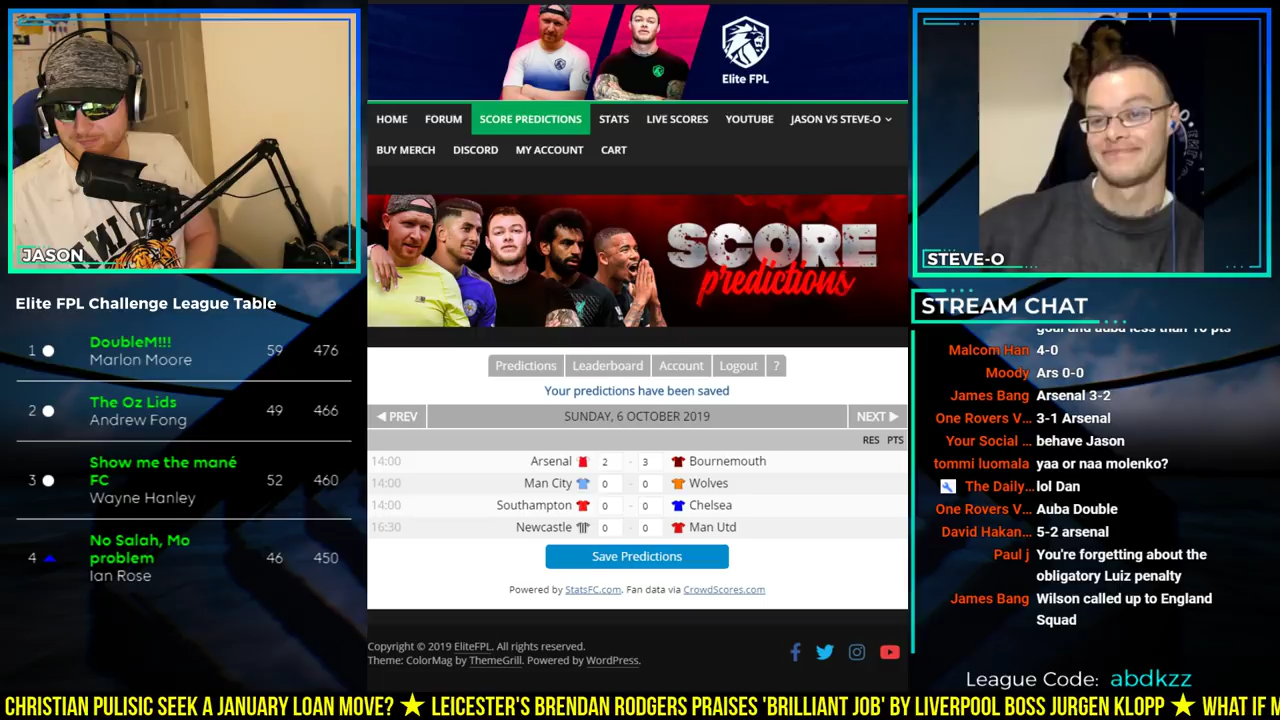 Elite FPL
HOME FORUM SCORE PREDICTIONS STATS LIVE SCORES YOUTUBE JASON VS STEVE-O
BUY MERCH DISCORD MY ACCOUNT CART
JASON
STEVE-O
SCORE
predictions
Elite FPL Challenge League Table
1 DoubleM!!! 59 476
Marlon Moore
2 The Oz Lids 49 466
Andrew Fong
3 Show me the mané 52 460
FC
Wayne Hanley
4 No Salah, Mo 46 450
problem
Ian Rose
Predictions Leaderboard Account Logout ?
Your predictions have been saved
PREV SUNDAY, 6 OCTOBER 2019 NEXT
RES PTS
14:00 Arsenal 2 - 3 Bournemouth
14:00 Man City 0 - 0 Wolves
14:00 Southampton 0 - 0 Chelsea
16:30 Newcastle 0 - 0 Man Utd
Save Predictions
Powered by StatsFC.com. Fan data via CrowdScores.com
Copyright © 2019 EliteFPL. All rights reserved.
Theme: ColorMag by ThemeGrill. Powered by WordPress.
STREAM CHAT
goal and auba less than 10 pts
Malcom Han 4-0
Moody Ars 0-0
James Bang Arsenal 3-2
One Rovers V... 3-1 Arsenal
Your Social ... behave Jason
tommi luomala yaa or naa molenko?
The Daily... lol Dan
One Rovers V... Auba Double
David Hakan... 5-2 arsenal
Paul j You're forgetting about the
obligatory Luiz penalty
James Bang Wilson called up to England
Squad
League Code: abdkzz
CHRISTIAN PULISIC SEEK A JANUARY LOAN MOVE? ★ LEICESTER'S BRENDAN RODGERS PRAISES 'BRILLIANT JOB' BY LIVERPOOL BOSS JURGEN KLOPP ★ WHAT IF